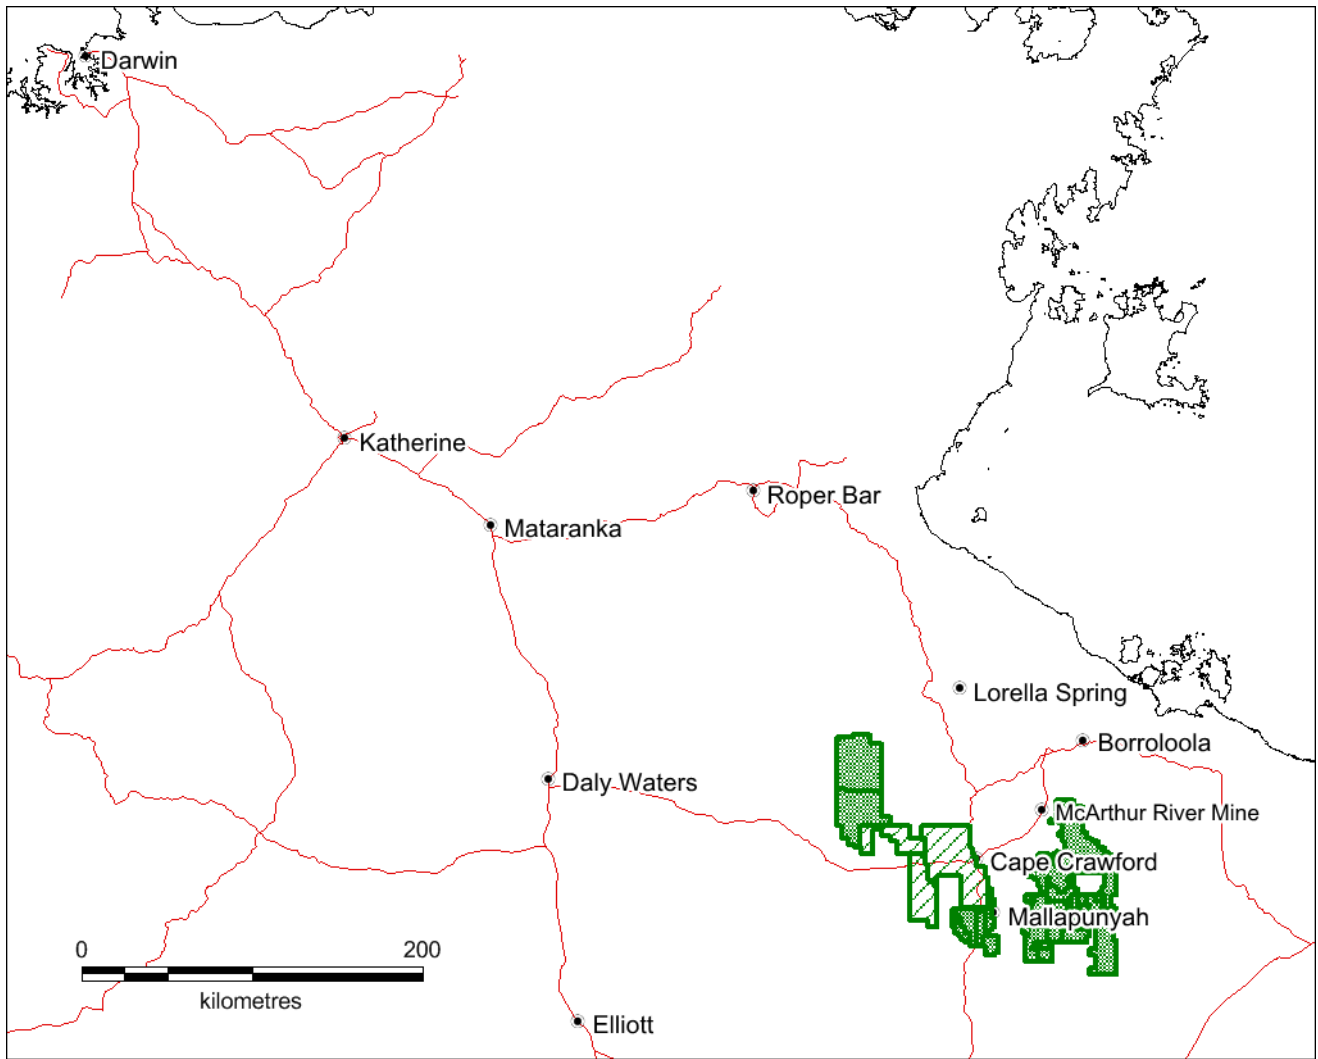 Darwin
Katherine
Roper Bar
Mataranka
Lorella Spring
Borroloola
Daly Waters
McArthur River Mine
Cape Crawford
Mallapunyah
0 200
kilometres
Elliott